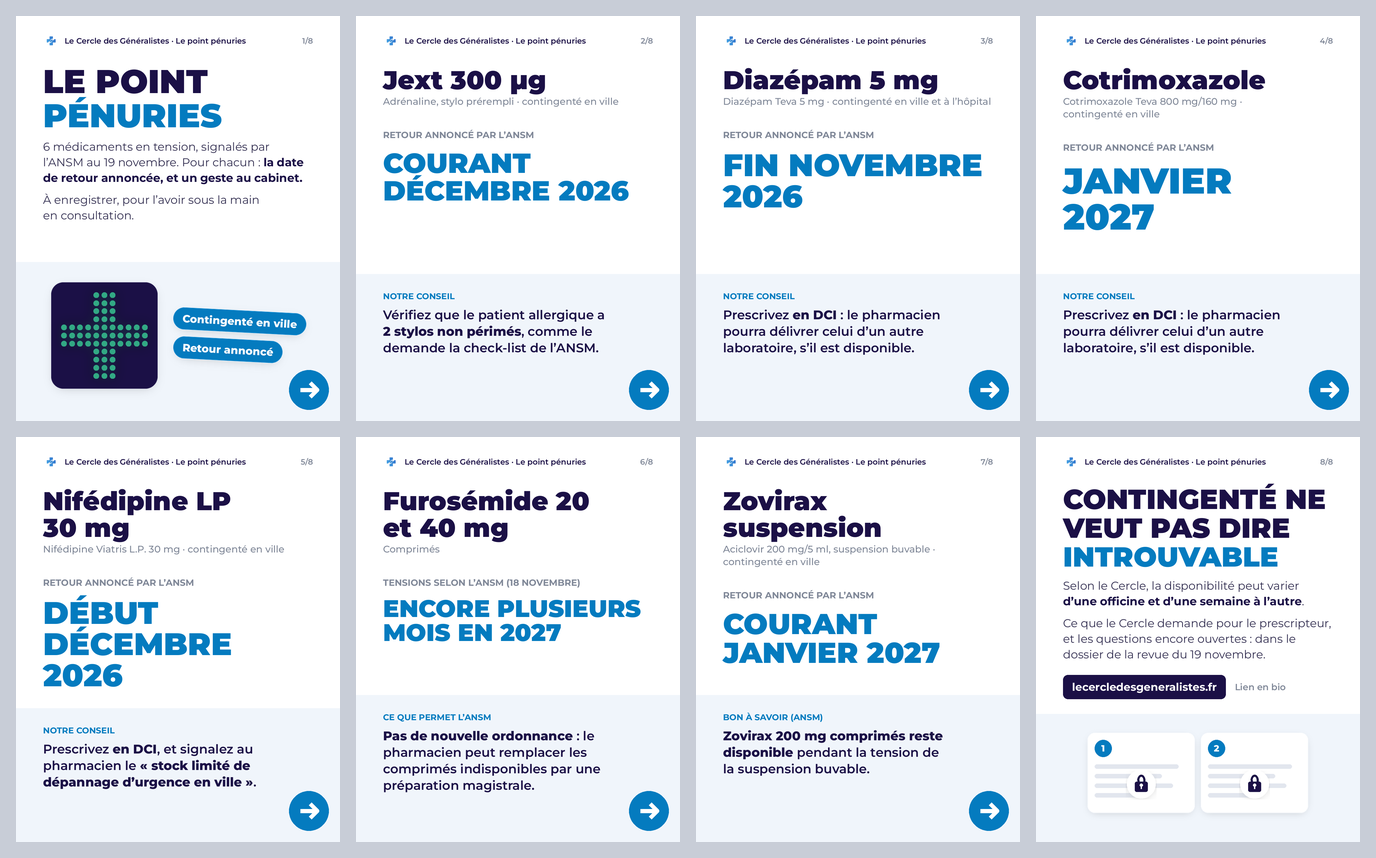 Le Cercle des Généralistes · Le point pénuries
1/8
LE POINT
PÉNURIES
6 médicaments en tension, signalés par
l’ANSM au 19 novembre. Pour chacun : la date
de retour annoncée, et un geste au cabinet.
À enregistrer, pour l’avoir sous la main
en consultation.
Contingenté en ville
Retour annoncé
Le Cercle des Généralistes · Le point pénuries
2/8
Jext 300 µg
Adrénaline, stylo prérempli · contingenté en ville
RETOUR ANNONCÉ PAR L’ANSM
COURANT
DÉCEMBRE 2026
NOTRE CONSEIL
Vérifiez que le patient allergique a
2 stylos non périmés, comme le
demande la check-list de l’ANSM.
Le Cercle des Généralistes · Le point pénuries
3/8
Diazépam 5 mg
Diazépam Teva 5 mg · contingenté en ville et à l’hôpital
RETOUR ANNONCÉ PAR L’ANSM
FIN NOVEMBRE
2026
NOTRE CONSEIL
Prescrivez en DCI : le pharmacien
pourra délivrer celui d’un autre
laboratoire, s’il est disponible.
Le Cercle des Généralistes · Le point pénuries
4/8
Cotrimoxazole
Cotrimoxazole Teva 800 mg/160 mg ·
contingenté en ville
RETOUR ANNONCÉ PAR L’ANSM
JANVIER
2027
NOTRE CONSEIL
Prescrivez en DCI : le pharmacien
pourra délivrer celui d’un autre
laboratoire, s’il est disponible.
Le Cercle des Généralistes · Le point pénuries
5/8
Nifédipine LP
30 mg
Nifédipine Viatris L.P. 30 mg · contingenté en ville
RETOUR ANNONCÉ PAR L’ANSM
DÉBUT
DÉCEMBRE
2026
NOTRE CONSEIL
Prescrivez en DCI, et signalez au
pharmacien le « stock limité de
dépannage d’urgence en ville ».
Le Cercle des Généralistes · Le point pénuries
6/8
Furosémide 20
et 40 mg
Comprimés
TENSIONS SELON L’ANSM (18 NOVEMBRE)
ENCORE PLUSIEURS
MOIS EN 2027
CE QUE PERMET L’ANSM
Pas de nouvelle ordonnance : le
pharmacien peut remplacer les
comprimés indisponibles par une
préparation magistrale.
Le Cercle des Généralistes · Le point pénuries
7/8
Zovirax
suspension
Aciclovir 200 mg/5 ml, suspension buvable ·
contingenté en ville
RETOUR ANNONCÉ PAR L’ANSM
COURANT
JANVIER 2027
BON À SAVOIR (ANSM)
Zovirax 200 mg comprimés reste
disponible pendant la tension de
la suspension buvable.
Le Cercle des Généralistes · Le point pénuries
8/8
CONTINGENTÉ NE
VEUT PAS DIRE
INTROUVABLE
Selon le Cercle, la disponibilité peut varier
d’une officine et d’une semaine à l’autre.
Ce que le Cercle demande pour le prescripteur,
et les questions encore ouvertes : dans le
dossier de la revue du 19 novembre.
lecercledesgeneralistes.fr
Lien en bio
1
2